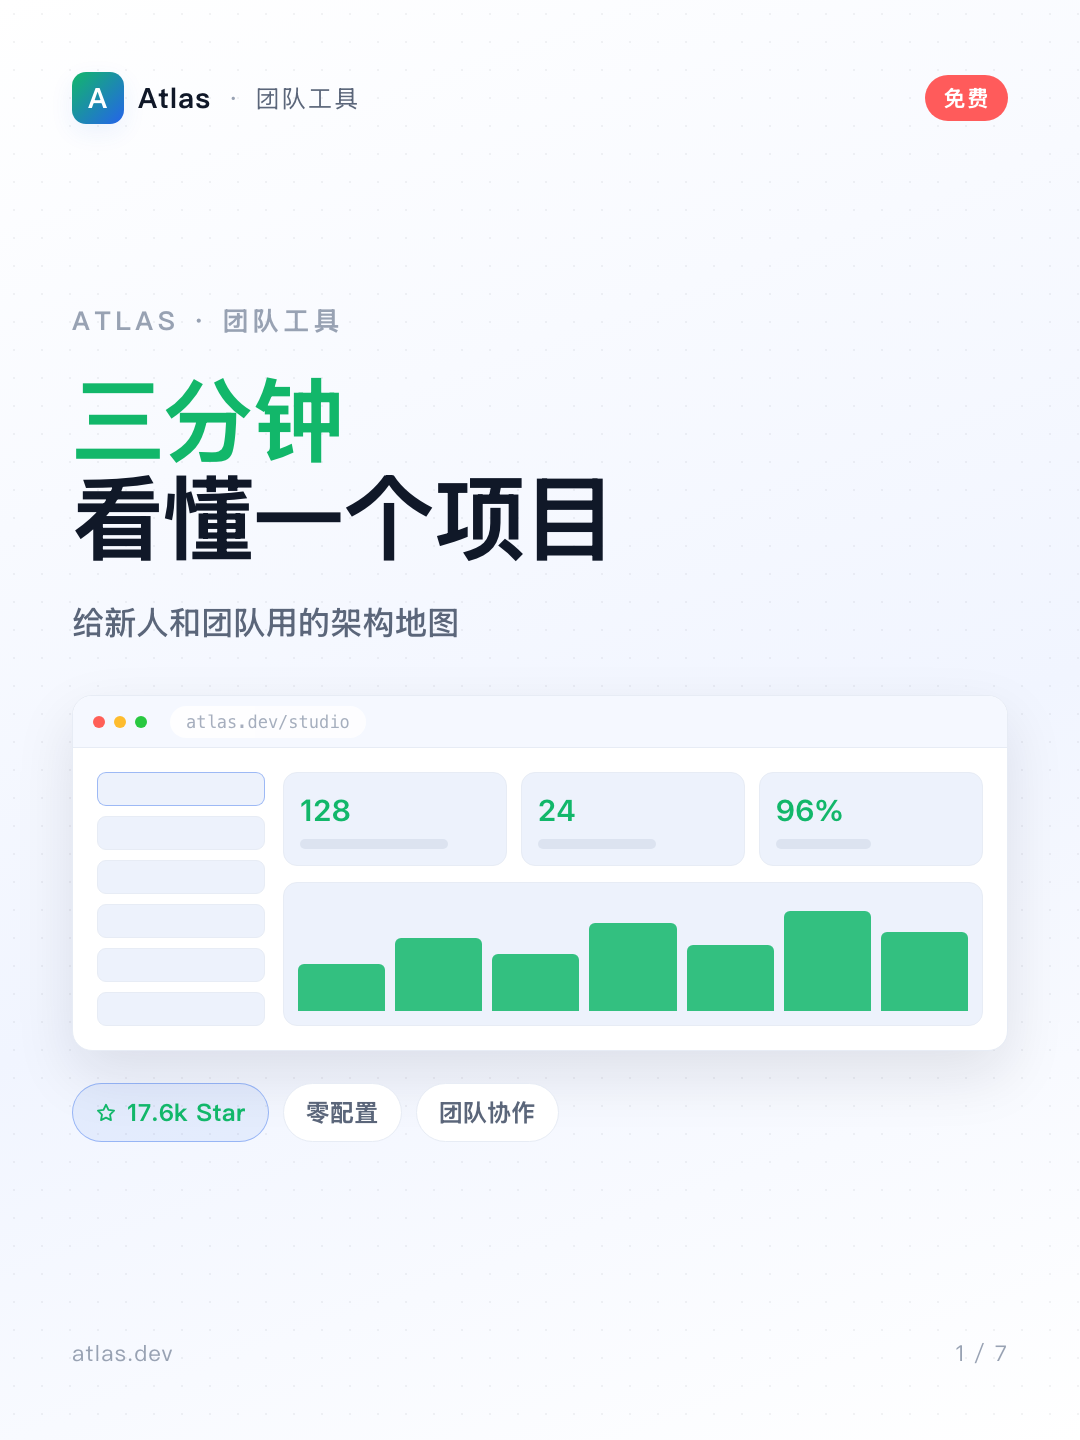 A Atlas · 团队工具
免费
ATLAS · 团队工具
三分钟
看懂一个项目
给新人和团队用的架构地图
atlas.dev/studio
128
24
96%
17.6k Star
零配置
团队协作
atlas.dev
1 / 7